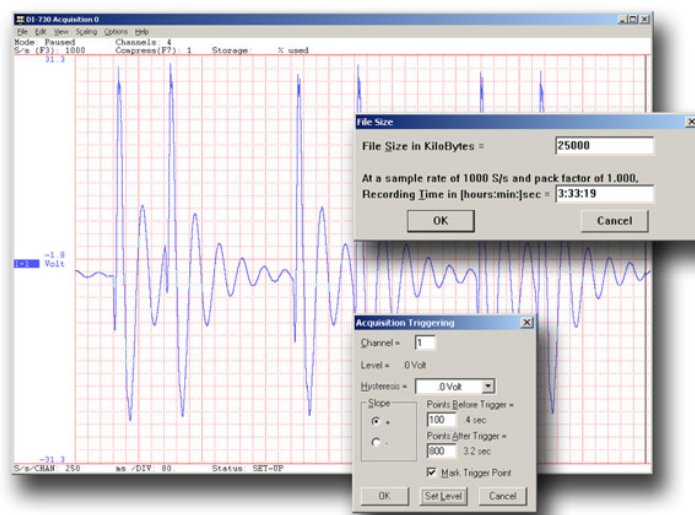 DI-730 Acquisition 0
File Edit View Scaling Options Help
Mode: Paused Channels: 4
S/s (F3): 1000 Compress(F7): 1 Storage: % used
31.3
-1.8
1-1 Volt
-31.3
S/s/CHAN: 250 ms /DIV: 80. Status: SET-UP
File Size
File Size in KiloBytes = 25000
At a sample rate of 1000 S/s and pack factor of 1.000,
Recording Time in [hours:min:]sec = 3:33:19
OK Cancel
Acquisition Triggering
Channel = 1
Level = .0 Volt
Hysteresis = .0 Volt
Slope
+
-
Points Before Trigger =
100 .4 sec
Points After Trigger =
800 3.2 sec
Mark Trigger Point
OK Set Level Cancel